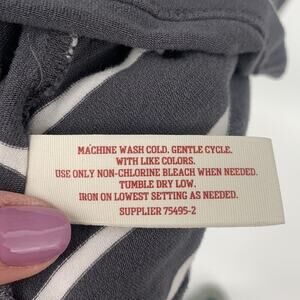 MACHINE WASH COLD. GENTLE CYCLE.
WITH LIKE COLORS.
USE ONLY NON-CHLORINE BLEACH WHEN NEEDED.
TUMBLE DRY LOW.
IRON ON LOWEST SETTING AS NEEDED.
SUPPLIER 75495-2